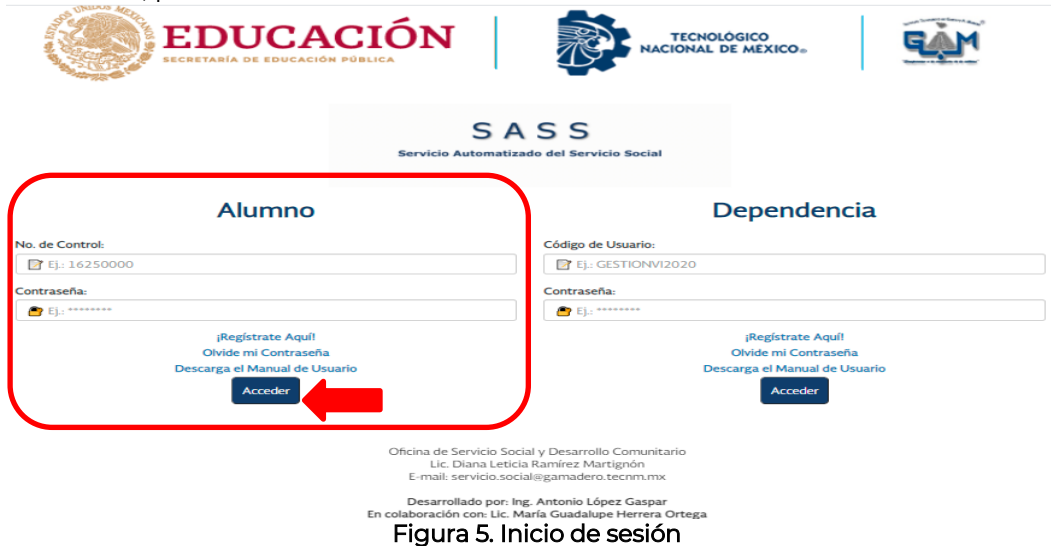 EDUCACIÓN
SECRETARÍA DE EDUCACIÓN PÚBLICA
TECNOLÓGICO
NACIONAL DE MÉXICO®
GAM
S A S S
Servicio Automatizado del Servicio Social
Alumno
No. de Control:
Ej.: 16250000
Contraseña:
Ej.: ********
¡Regístrate Aquí!
Olvide mi Contraseña
Descarga el Manual de Usuario
Acceder
Dependencia
Código de Usuario:
Ej.: GESTIONVI2020
Contraseña:
Ej.: ********
¡Regístrate Aquí!
Olvide mi Contraseña
Descarga el Manual de Usuario
Acceder
Oficina de Servicio Social y Desarrollo Comunitario
Lic. Diana Leticia Ramírez Martignón
E-mail: servicio.social@gamadero.tecnm.mx
Desarrollado por: Ing. Antonio López Gaspar
En colaboración con: Lic. María Guadalupe Herrera Ortega
Figura 5. Inicio de sesión